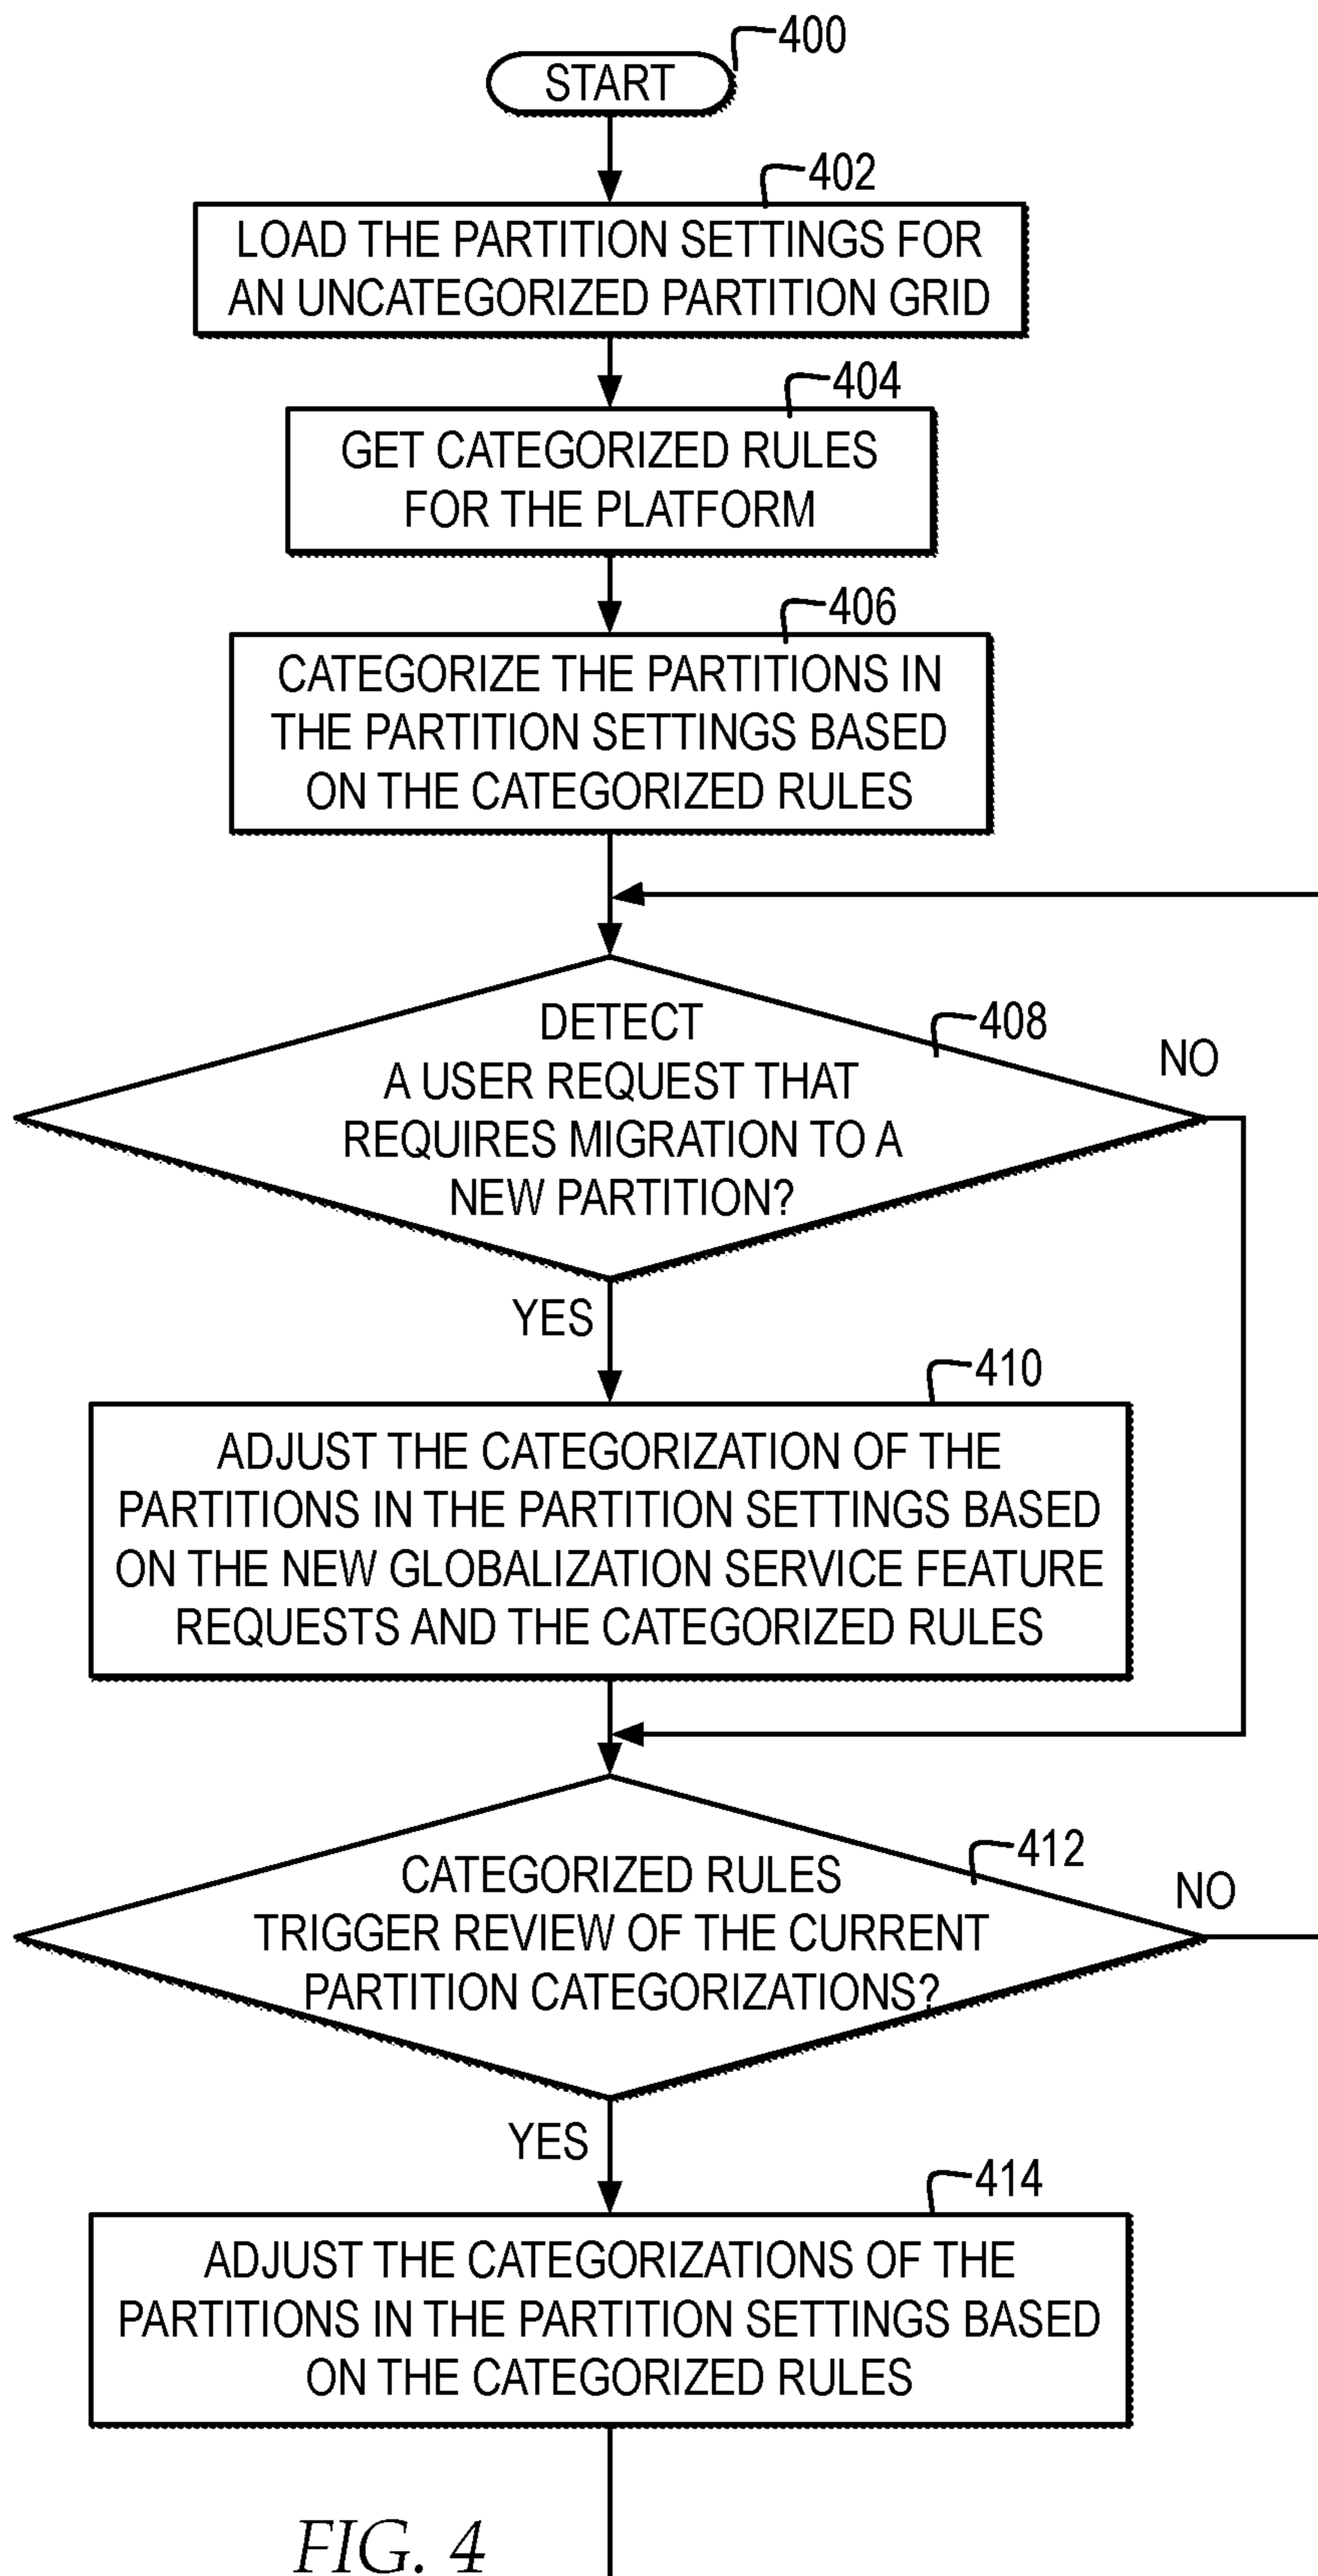 400
START
402
LOAD THE PARTITION SETTINGS FOR
AN UNCATEGORIZED PARTITION GRID
404
GET CATEGORIZED RULES
FOR THE PLATFORM
406
CATEGORIZE THE PARTITIONS IN
THE PARTITION SETTINGS BASED
ON THE CATEGORIZED RULES
408
DETECT
A USER REQUEST THAT
REQUIRES MIGRATION TO A
NEW PARTITION?
NO
YES
410
ADJUST THE CATEGORIZATION OF THE
PARTITIONS IN THE PARTITION SETTINGS BASED
ON THE NEW GLOBALIZATION SERVICE FEATURE
REQUESTS AND THE CATEGORIZED RULES
412
CATEGORIZED RULES
TRIGGER REVIEW OF THE CURRENT
PARTITION CATEGORIZATIONS?
NO
YES
414
ADJUST THE CATEGORIZATIONS OF THE
PARTITIONS IN THE PARTITION SETTINGS BASED
ON THE CATEGORIZED RULES
FIG. 4